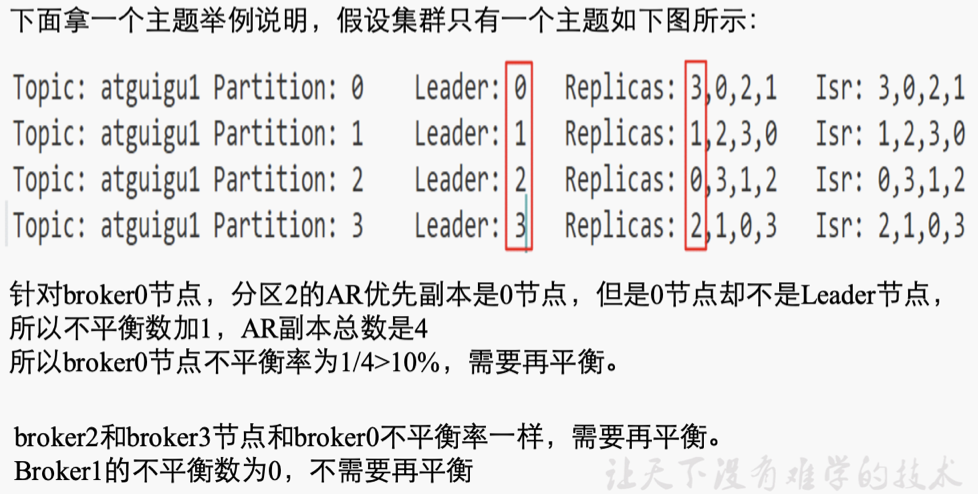 下面拿一个主题举例说明，假设集群只有一个主题如下图所示：
Topic: atguigu1 Partition: 0 Leader: 0 Replicas: 3,0,2,1 Isr: 3,0,2,1
Topic: atguigu1 Partition: 1 Leader: 1 Replicas: 1,2,3,0 Isr: 1,2,3,0
Topic: atguigu1 Partition: 2 Leader: 2 Replicas: 0,3,1,2 Isr: 0,3,1,2
Topic: atguigu1 Partition: 3 Leader: 3 Replicas: 2,1,0,3 Isr: 2,1,0,3
针对broker0节点，分区2的AR优先副本是0节点，但是0节点却不是Leader节点，
所以不平衡数加1，AR副本总数是4
所以broker0节点不平衡率为1/4>10%，需要再平衡。
broker2和broker3节点和broker0不平衡率一样，需要再平衡。
Broker1的不平衡数为0，不需要再平衡
让天下没有难学的技术